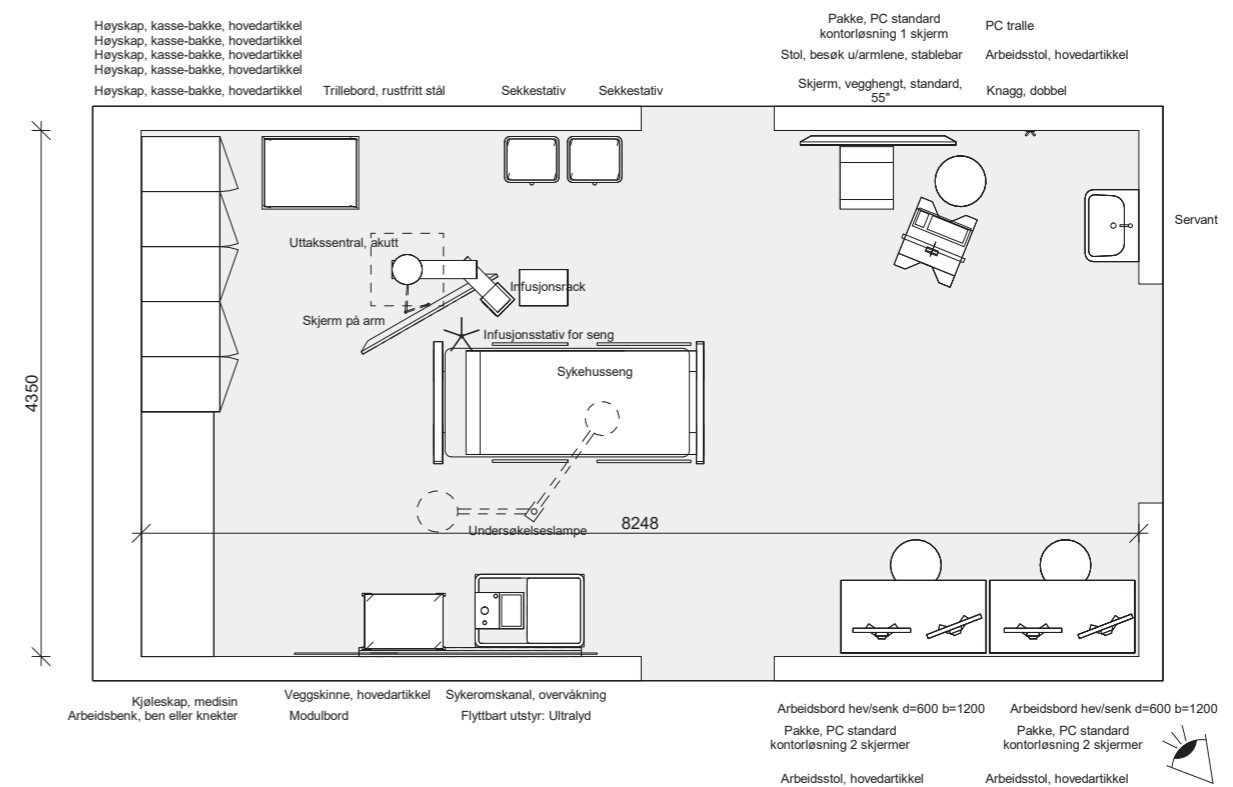 Høyskap, kasse-bakke, hovedartikkel
Høyskap, kasse-bakke, hovedartikkel
Høyskap, kasse-bakke, hovedartikkel
Høyskap, kasse-bakke, hovedartikkel
Høyskap, kasse-bakke, hovedartikkel
Trillebord, rustfritt stål
Sekkestativ
Sekkestativ
Pakke, PC standard
kontorløsning 1 skjerm
PC tralle
Stol, besøk u/armlene, stablebar
Arbeidsstol, hovedartikkel
Skjerm, vegghengt, standard,
55"
Knagg, dobbel
Servant
Uttakssentral, akutt
Infusjonsrack
Skjerm på arm
Infusjonsstativ for seng
Sykehusseng
4350
8248
Undersøkelseslampe
Kjøleskap, medisin
Arbeidsbenk, ben eller knekter
Veggskinne, hovedartikkel
Modulbord
Sykeromskanal, overvåkning
Flyttbart utstyr: Ultralyd
Arbeidsbord hev/senk d=600 b=1200
Arbeidsbord hev/senk d=600 b=1200
Pakke, PC standard
kontorløsning 2 skjermer
Pakke, PC standard
kontorløsning 2 skjermer
Arbeidsstol, hovedartikkel
Arbeidsstol, hovedartikkel